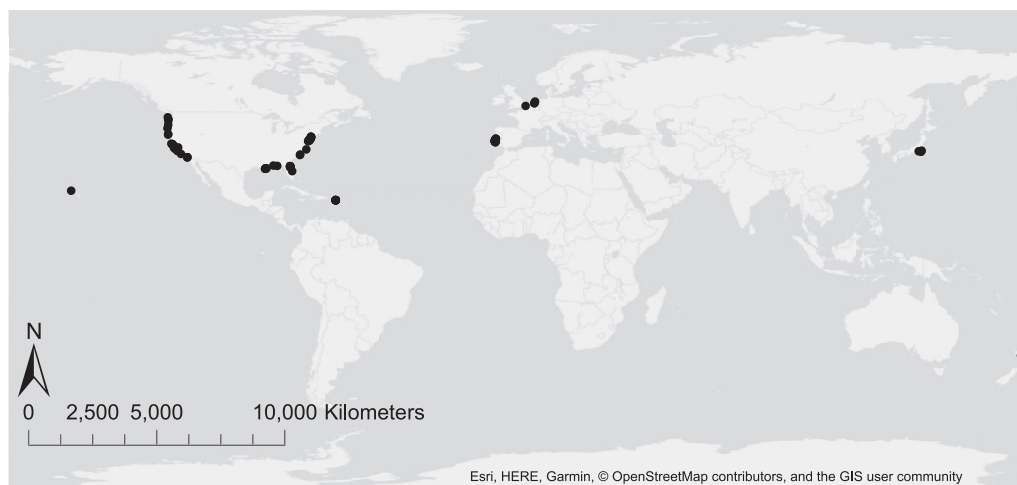 N
0 2,500 5,000 10,000 Kilometers
Esri, HERE, Garmin, © OpenStreetMap contributors, and the GIS user community